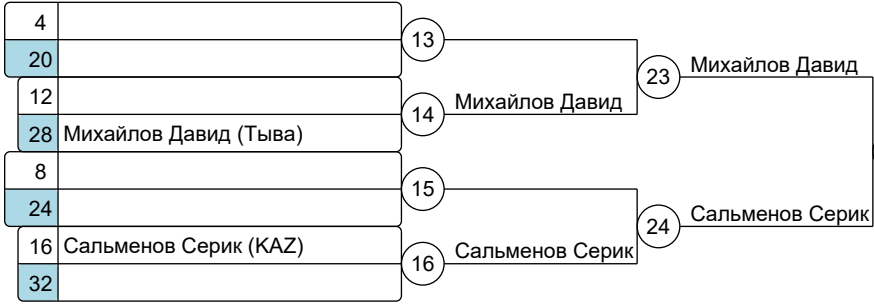 4
13
20
23 Михайлов Давид
12
14 Михайлов Давид
28 Михайлов Давид (Тыва)
8
15
24
24 Сальменов Серик
16 Сальменов Серик (KAZ)
16 Сальменов Серик
32